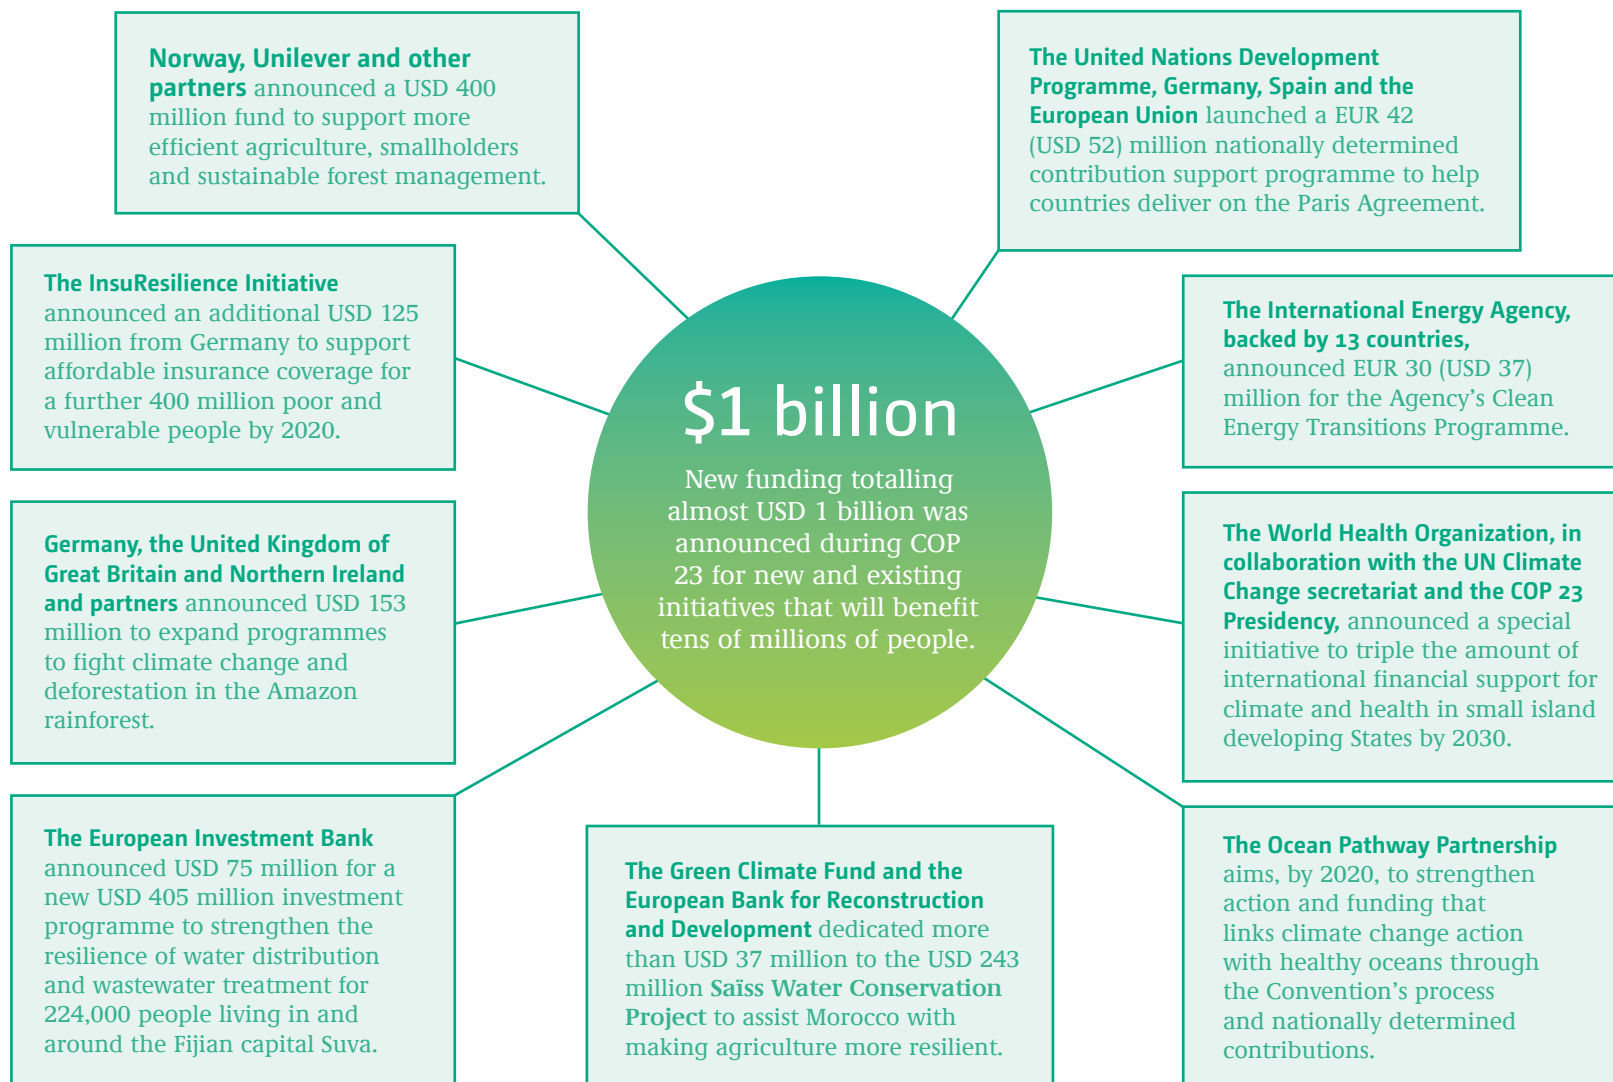 Norway, Unilever and other
partners announced a USD 400
million fund to support more
efficient agriculture, smallholders
and sustainable forest management.
The United Nations Development
Programme, Germany, Spain and the
European Union launched a EUR 42
(USD 52) million nationally determined
contribution support programme to help
countries deliver on the Paris Agreement.
The InsuResilience Initiative
announced an additional USD 125
million from Germany to support
affordable insurance coverage for
a further 400 million poor and
vulnerable people by 2020.
The International Energy Agency,
backed by 13 countries,
announced EUR 30 (USD 37)
million for the Agency’s Clean
Energy Transitions Programme.
$1 billion
New funding totalling
almost USD 1 billion was
announced during COP
23 for new and existing
initiatives that will benefit
tens of millions of people.
Germany, the United Kingdom of
Great Britain and Northern Ireland
and partners announced USD 153
million to expand programmes
to fight climate change and
deforestation in the Amazon
rainforest.
The World Health Organization, in
collaboration with the UN Climate
Change secretariat and the COP 23
Presidency, announced a special
initiative to triple the amount of
international financial support for
climate and health in small island
developing States by 2030.
The European Investment Bank
announced USD 75 million for a
new USD 405 million investment
programme to strengthen the
resilience of water distribution
and wastewater treatment for
224,000 people living in and
around the Fijian capital Suva.
The Green Climate Fund and the
European Bank for Reconstruction
and Development dedicated more
than USD 37 million to the USD 243
million Saïss Water Conservation
Project to assist Morocco with
making agriculture more resilient.
The Ocean Pathway Partnership
aims, by 2020, to strengthen
action and funding that
links climate change action
with healthy oceans through
the Convention’s process
and nationally determined
contributions.